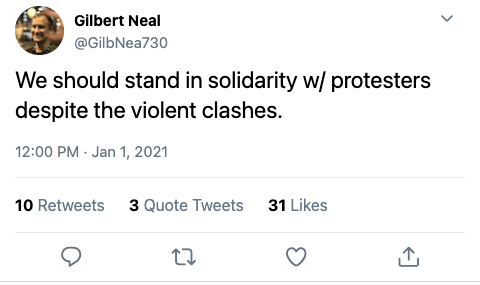 Gilbert Neal
@GilbNea730
We should stand in solidarity w/ protesters
despite the violent clashes.
12:00 PM · Jan 1, 2021
10 Retweets 3 Quote Tweets 31 Likes